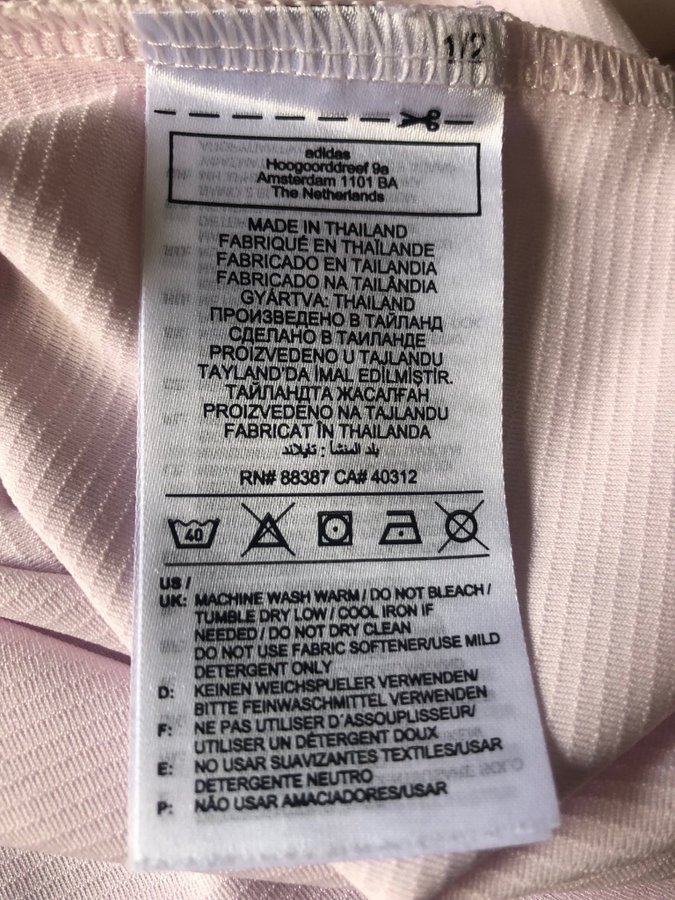 1/2
adidas
Hoogoorddreef 9a
Amsterdam 1101 BA
The Netherlands
MADE IN THAILAND
FABRIQUÉ EN THAÏLANDE
FABRICADO EN TAILANDIA
FABRICADO NA TAILÂNDIA
GYÁRTVA: THAILAND
ПРОИЗВЕДЕНО В ТАЙЛАНД
СДЕЛАНО В ТАИЛАНДЕ
PROIZVEDENO U TAJLANDU
TAYLAND'DA İMAL EDİLMİŞTİR.
ТАЙЛАНДТА ЖАСАЛҒАН
PROIZVEDENO NA TAJLANDU
FABRICAT ÎN THAILANDA
بلد المنشأ : تايلاند
RN# 88387 CA# 40312
40
US /
UK: MACHINE WASH WARM / DO NOT BLEACH /
TUMBLE DRY LOW / COOL IRON IF
NEEDED / DO NOT DRY CLEAN
DO NOT USE FABRIC SOFTENER/USE MILD
DETERGENT ONLY
D: KEINEN WEICHSPUELER VERWENDEN/
BITTE FEINWASCHMITTEL VERWENDEN
F: NE PAS UTILISER D´ASSOUPLISSEUR/
UTILISER UN DÉTERGENT DOUX
E: NO USAR SUAVIZANTES TEXTILES/USAR
DETERGENTE NEUTRO
P: NÃO USAR AMACIADORES/USAR